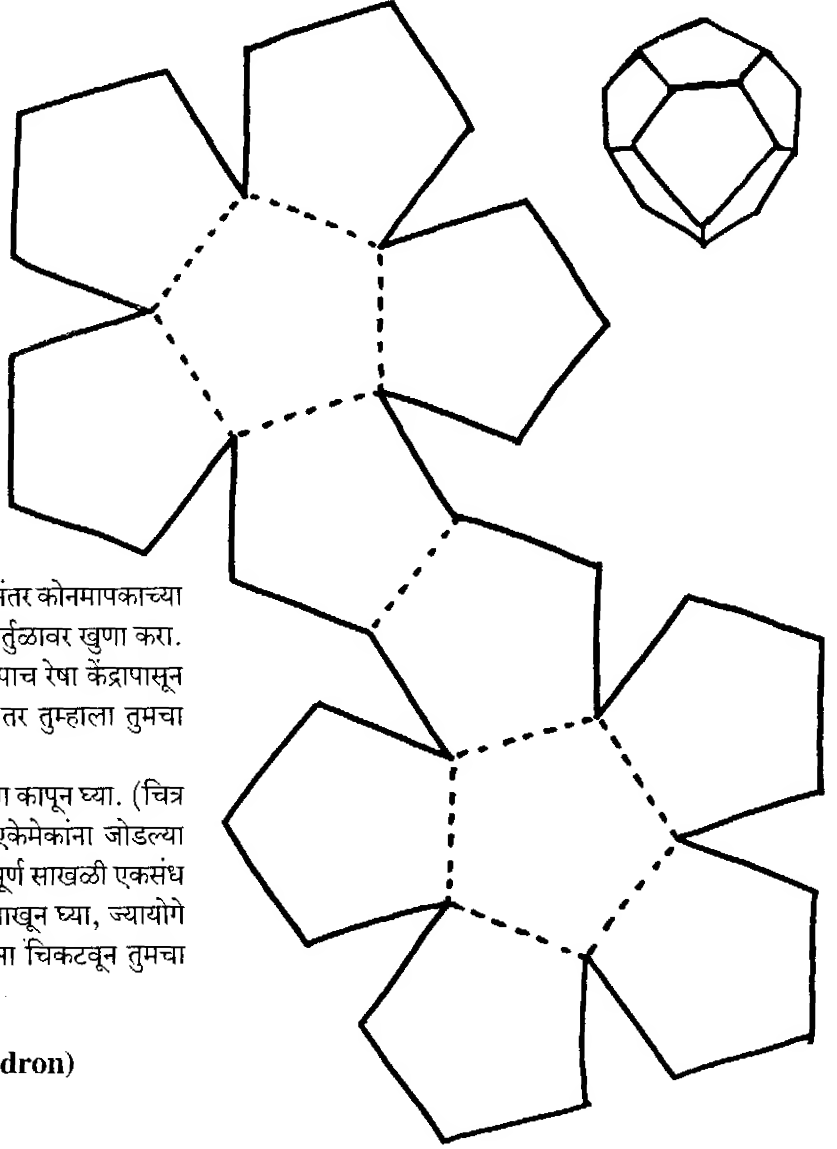 नंतर कोनमापकाच्या
र्तुळावर खुणा करा.
पाच रेषा केंद्रापासून
तर तुम्हाला तुमचा
कापून घ्या. (चित्र
एकेमेकांना जोडल्या
पूर्ण साखळी एकसंध
ाखून घ्या, ज्यायोगे
चिकटवून तुमचा
dron)